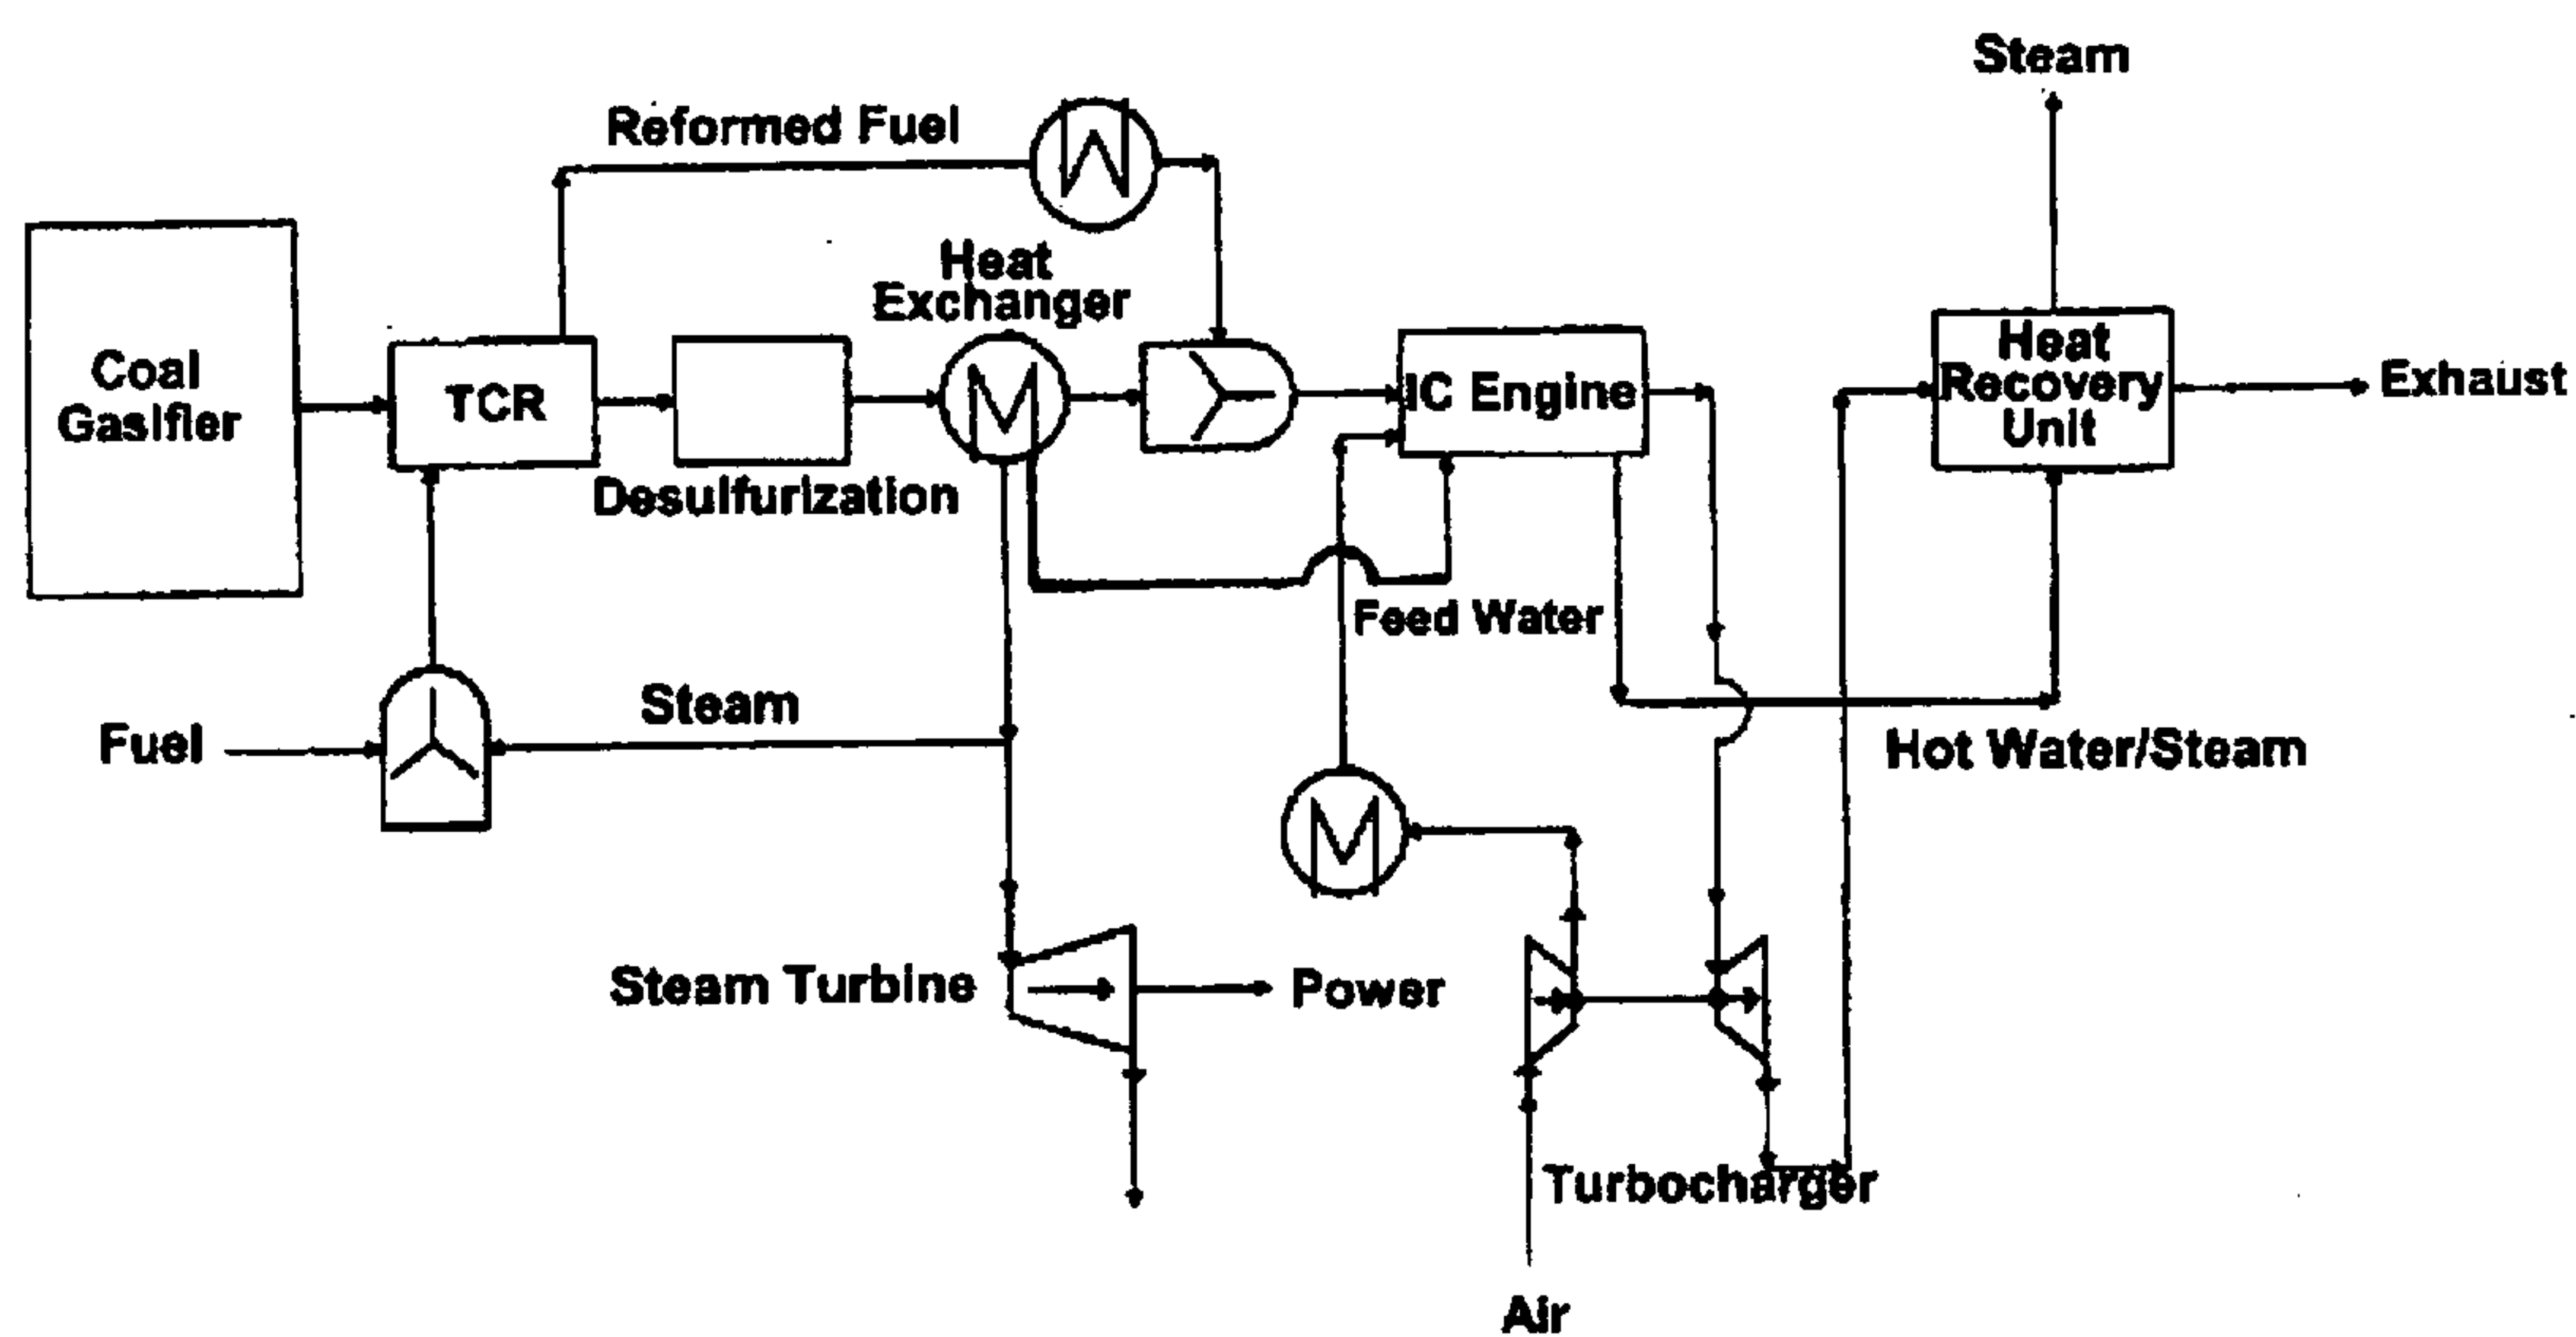 Steam
Reformed Fuel
Heat
Exchanger
Coal
Gasifier
TCR
IC Engine
Heat
Recovery
Unit
Exhaust
Desulfurization
Feed Water
Steam
Fuel
Hot Water/Steam
Steam Turbine
Power
Turbocharger
Air